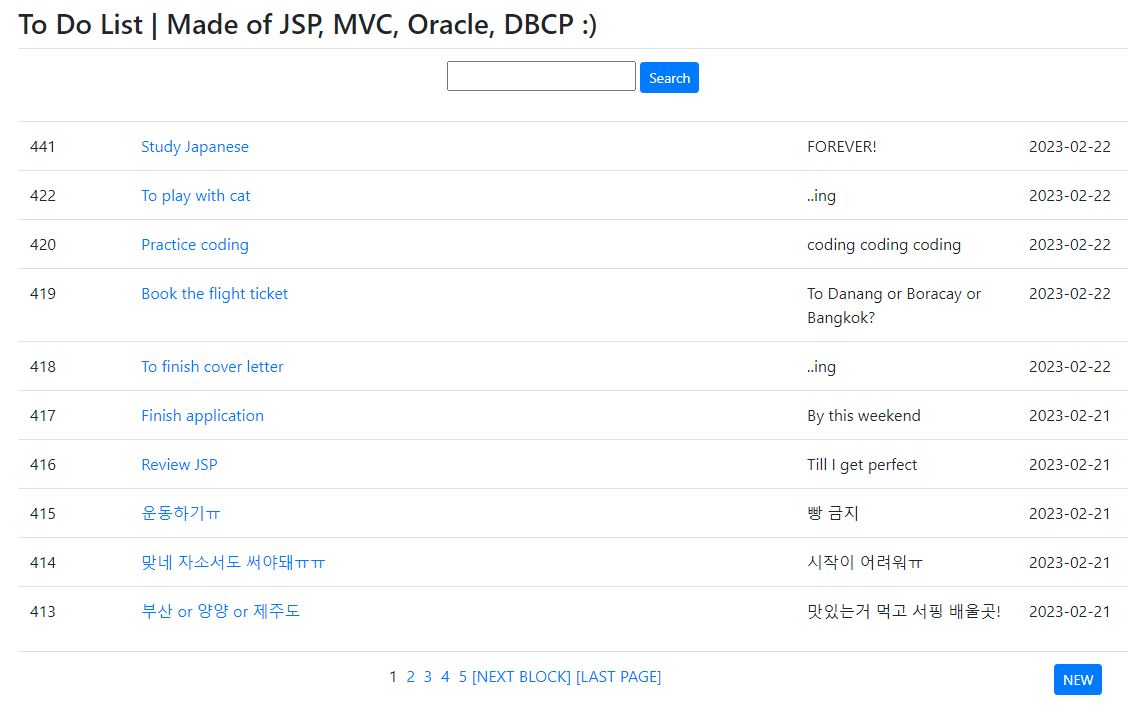 To Do List | Made of JSP, MVC, Oracle, DBCP :)
Search
441 Study Japanese FOREVER! 2023-02-22
422 To play with cat ..ing 2023-02-22
420 Practice coding coding coding coding 2023-02-22
419 Book the flight ticket To Danang or Boracay or 2023-02-22
Bangkok?
418 To finish cover letter ..ing 2023-02-22
417 Finish application By this weekend 2023-02-21
416 Review JSP Till I get perfect 2023-02-21
415 운동하기ㅠ 빵 금지 2023-02-21
414 맞네 자소서도 써야돼ㅠㅠ 시작이 어려워ㅠ 2023-02-21
413 부산 or 양양 or 제주도 맛있는거 먹고 서핑 배울곳! 2023-02-21
1 2 3 4 5 [NEXT BLOCK] [LAST PAGE] NEW